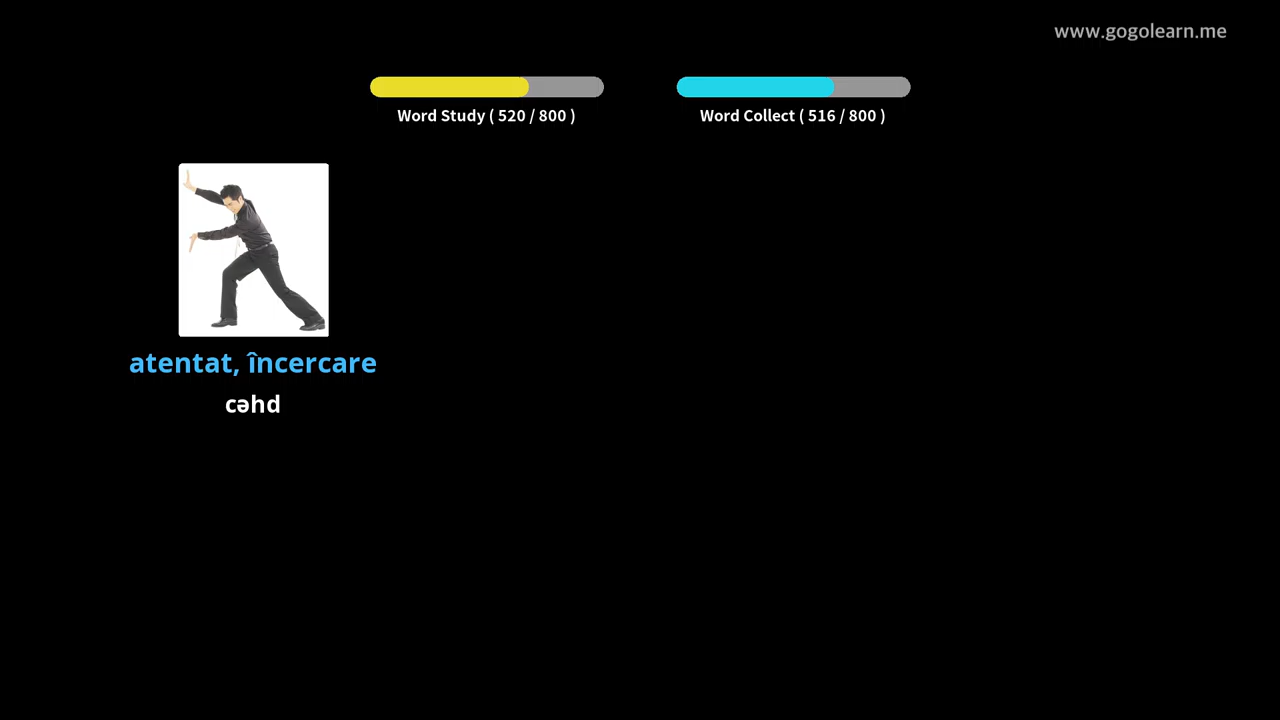 www.gogolearn.me
Word Study ( 520 / 800 )
Word Collect ( 516 / 800 )
atentat, încercare
cəhd